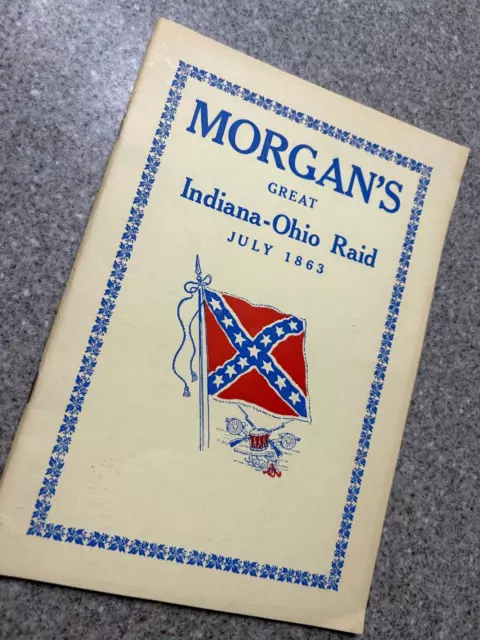 MORGAN'S
GREAT
Indiana-Ohio Raid
JULY 1863